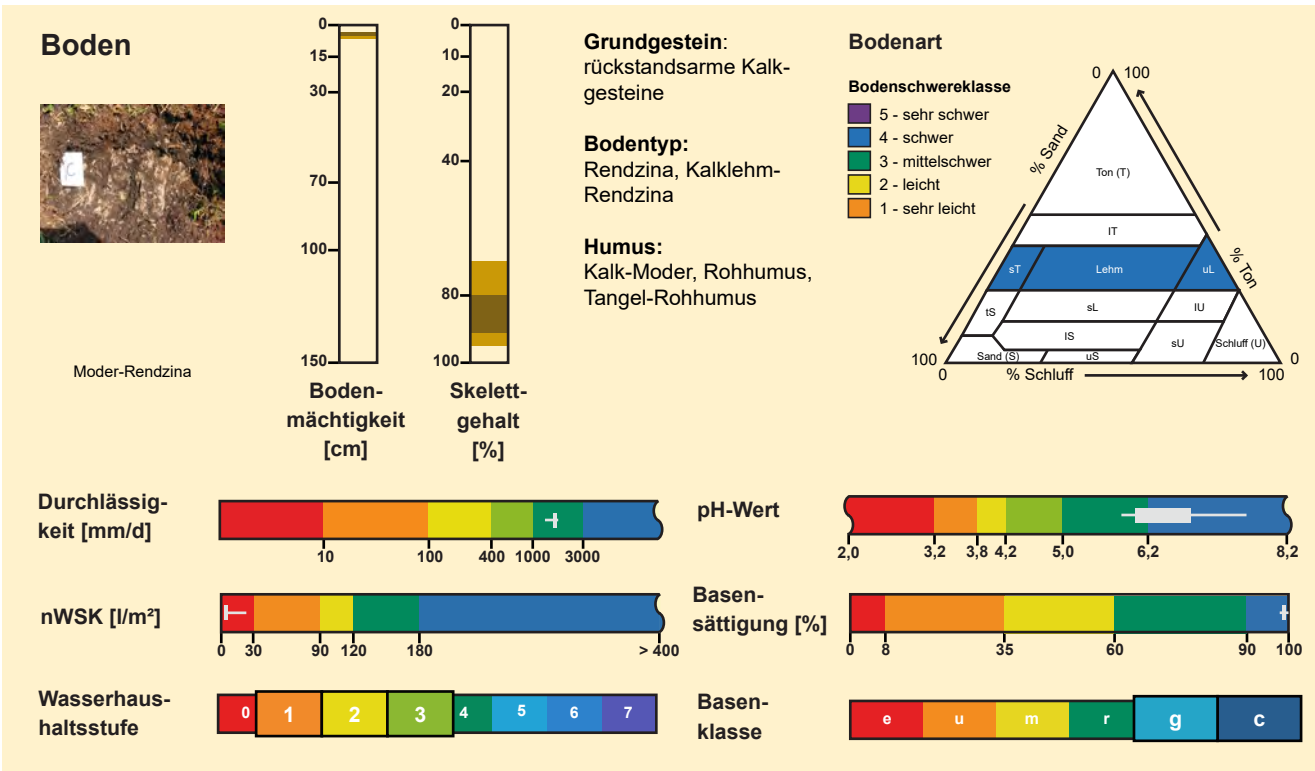 Boden
Moder-Rendzina
0
15
30
70
100
150
Boden-
mächtigkeit
[cm]
0
10
20
40
80
100
Skelett-
gehalt
[%]
Grundgestein:
rückstandsarme Kalk-
gesteine
Bodentyp:
Rendzina, Kalklehm-
Rendzina
Humus:
Kalk-Moder, Rohhumus,
Tangel-Rohhumus
Bodenart
Bodenschwereklasse
5 - sehr schwer
4 - schwer
3 - mittelschwer
2 - leicht
1 - sehr leicht
0 100
% Sand
% Ton
Ton (T)
lT
sT Lehm uL
tS sL lU
lS
Sand (S) uS sU Schluff (U)
100 0
0 % Schluff 100
Durchlässig-
keit [mm/d]
10 100 400 1000 3000
pH-Wert
2,0 3,2 3,8 4,2 5,0 6,2 8,2
nWSK [l/m²]
0 30 90 120 180 > 400
Basen-
sättigung [%]
0 8 35 60 90 100
Wasserhaus-
haltsstufe
0 1 2 3 4 5 6 7
Basen-
klasse
e u m r g c